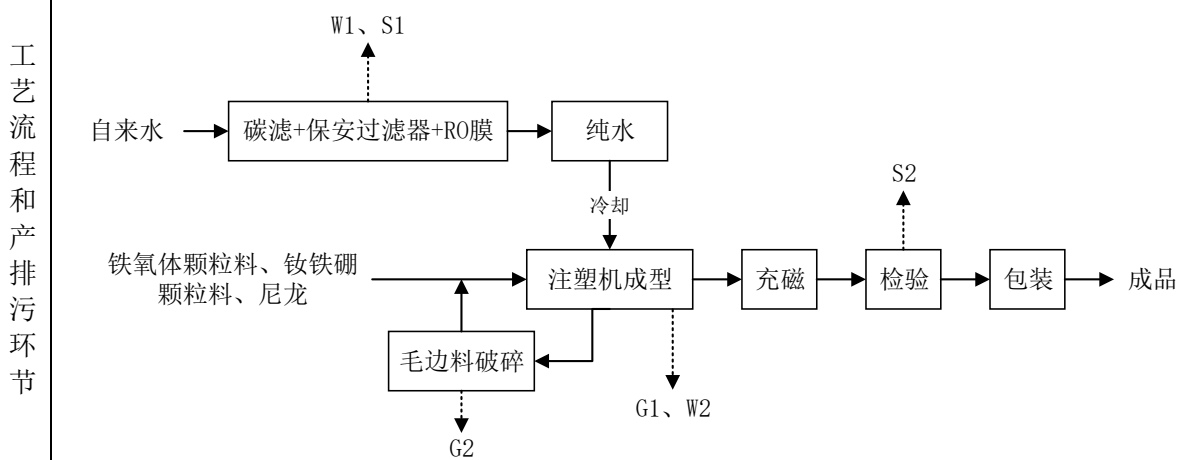 工艺流程和产排污环节
W1、S1
自来水
碳滤+保安过滤器+RO膜
纯水
冷却
S2
铁氧体颗粒料、钕铁硼
颗粒料、尼龙
注塑机成型
充磁
检验
包装
成品
毛边料破碎
G1、W2
G2